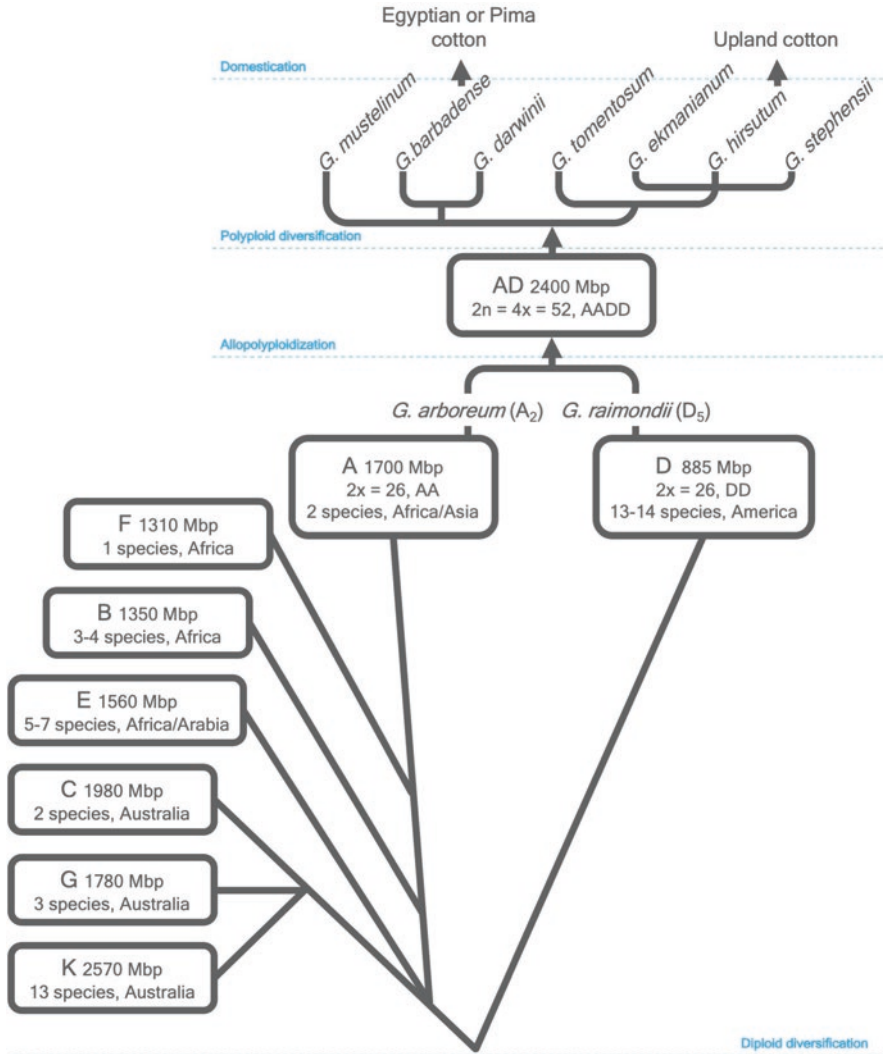 Egyptian or Pima
cotton
Upland cotton
Domestication
G. mustelinum
G.barbadense
G. darwinii
G. tomentosum
G. ekmanianum
G. hirsutum
G. stephensii
Polyploid diversification
AD 2400 Mbp
2n = 4x = 52, AADD
Allopolyploidization
G. arboreum (A₂)
G. raimondii (D₅)
A 1700 Mbp
2x = 26, AA
2 species, Africa/Asia
D 885 Mbp
2x = 26, DD
13-14 species, America
F 1310 Mbp
1 species, Africa
B 1350 Mbp
3-4 species, Africa
E 1560 Mbp
5-7 species, Africa/Arabia
C 1980 Mbp
2 species, Australia
G 1780 Mbp
3 species, Australia
K 2570 Mbp
13 species, Australia
Diploid diversification